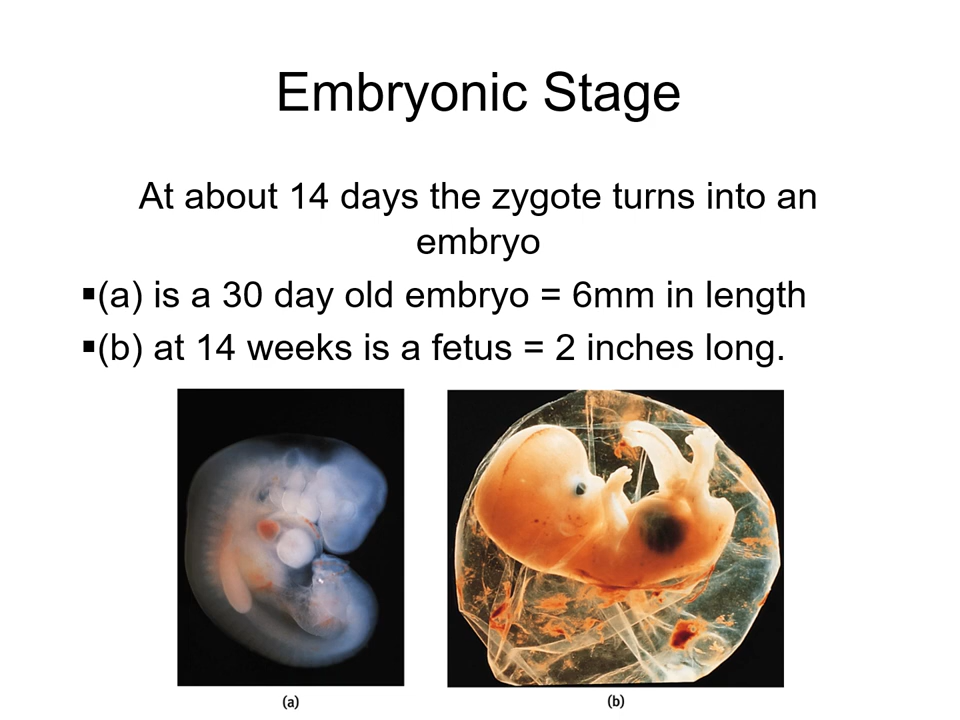 Embryonic Stage
At about 14 days the zygote turns into an
embryo
▪(a) is a 30 day old embryo = 6mm in length
▪(b) at 14 weeks is a fetus = 2 inches long.
(a)
(b)